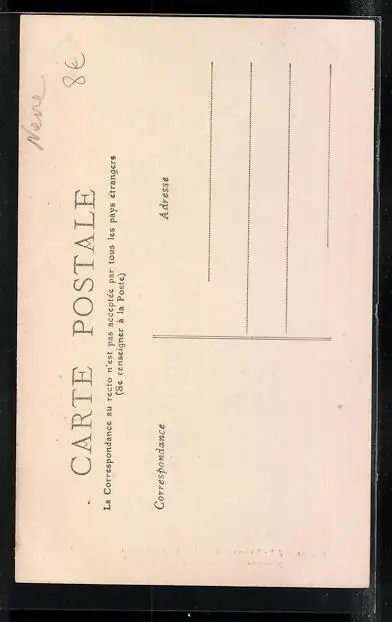 8€
CARTE POSTALE
La Correspondance au recto n'est pas acceptée par tous les pays étrangers
(Se renseigner à la Poste)
Correspondance
Adresse